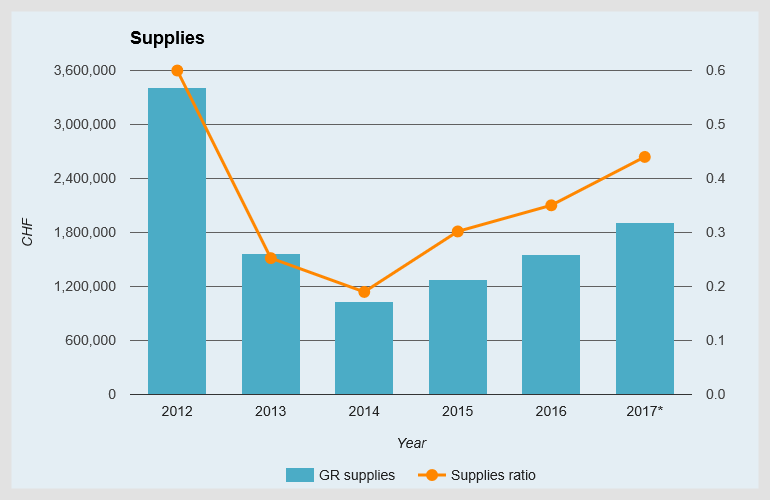 Supplies
3,600,000 0.6
3,000,000 0.5
2,400,000 0.4
1,800,000 0.3
1,200,000 0.2
600,000 0.1
0 0.0
CHF
2012 2013 2014 2015 2016 2017*
Year
GR supplies Supplies ratio